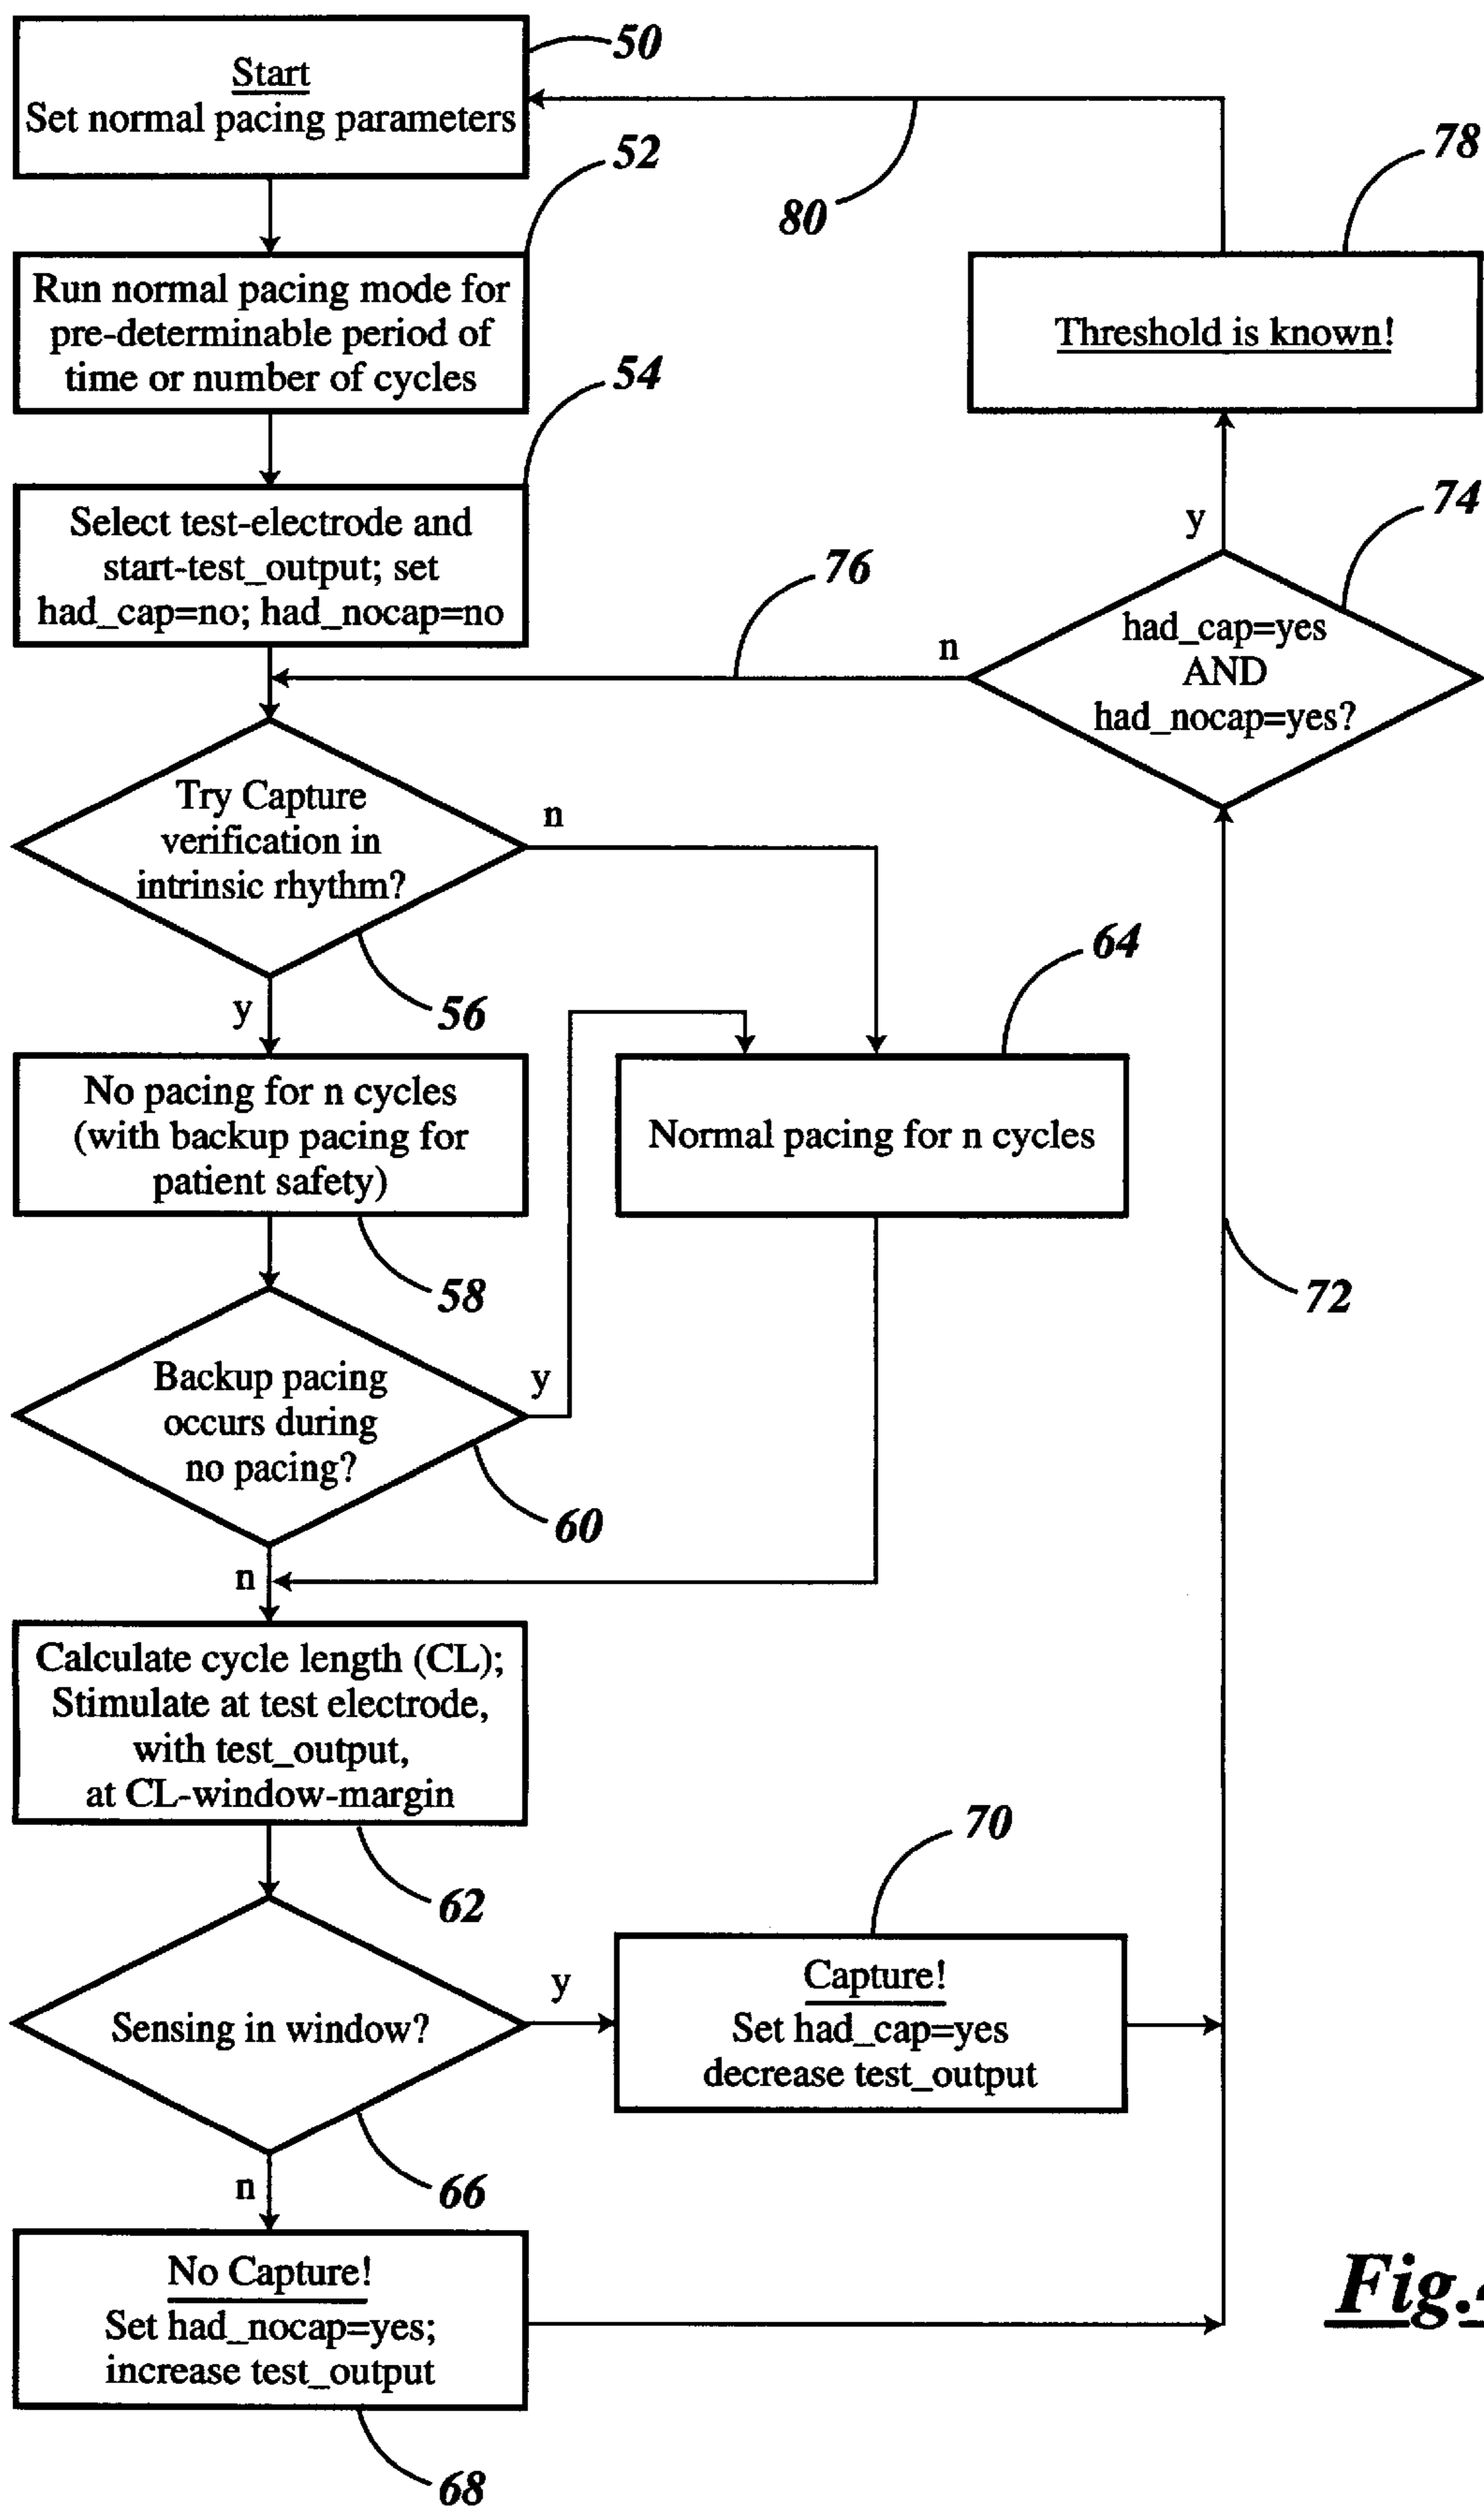 Start
Set normal pacing parameters
50
80
52
Run normal pacing mode for
pre-determinable period of
time or number of cycles
78
Threshold is known!
54
Select test-electrode and
start-test_output; set
had_cap=no; had_nocap=no
76
n
y
74
had_cap=yes
AND
had_nocap=yes?
Try Capture
verification in
intrinsic rhythm?
n
y
56
64
No pacing for n cycles
(with backup pacing for
patient safety)
58
Normal pacing for n cycles
72
Backup pacing
occurs during
no pacing?
y
60
n
Calculate cycle length (CL);
Stimulate at test electrode,
with test_output,
at CL-window-margin
62
Sensing in window?
y
70
Capture!
Set had_cap=yes
decrease test_output
n
66
No Capture!
Set had_nocap=yes;
increase test_output
68
Fig.